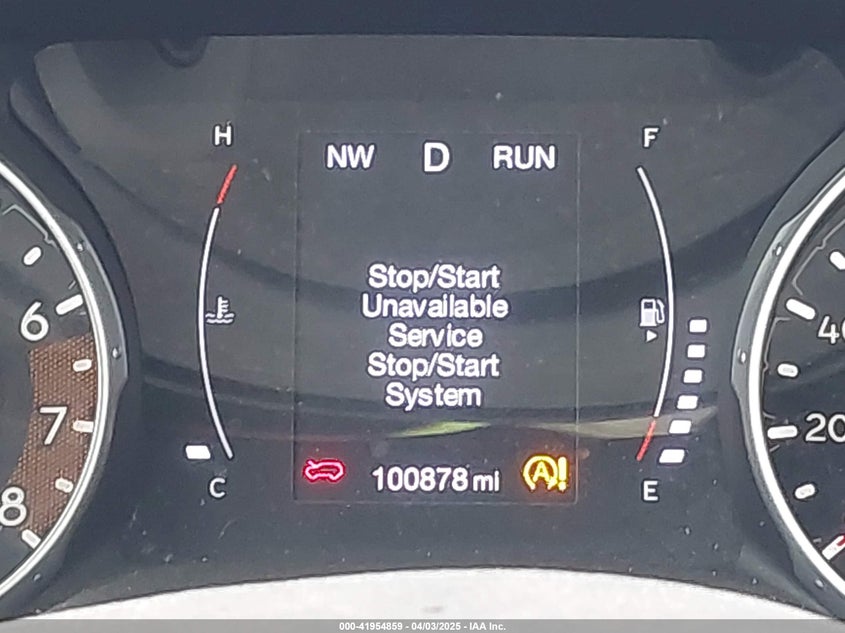 H
NW D RUN
F
Stop/Start
Unavailable
Service
Stop/Start
System
6
7
8
40
20
C
100878 mi
A!
E
000-41954859 - 04/03/2025 - IAA Inc.